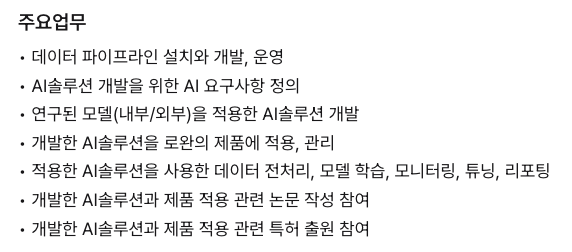 주요업무
• 데이터 파이프라인 설치와 개발, 운영
• AI솔루션 개발을 위한 AI 요구사항 정의
• 연구된 모델(내부/외부)을 적용한 AI솔루션 개발
• 개발한 AI솔루션을 로완의 제품에 적용, 관리
• 적용한 AI솔루션을 사용한 데이터 전처리, 모델 학습, 모니터링, 튜닝, 리포팅
• 개발한 AI솔루션과 제품 적용 관련 논문 작성 참여
• 개발한 AI솔루션과 제품 적용 관련 특허 출원 참여